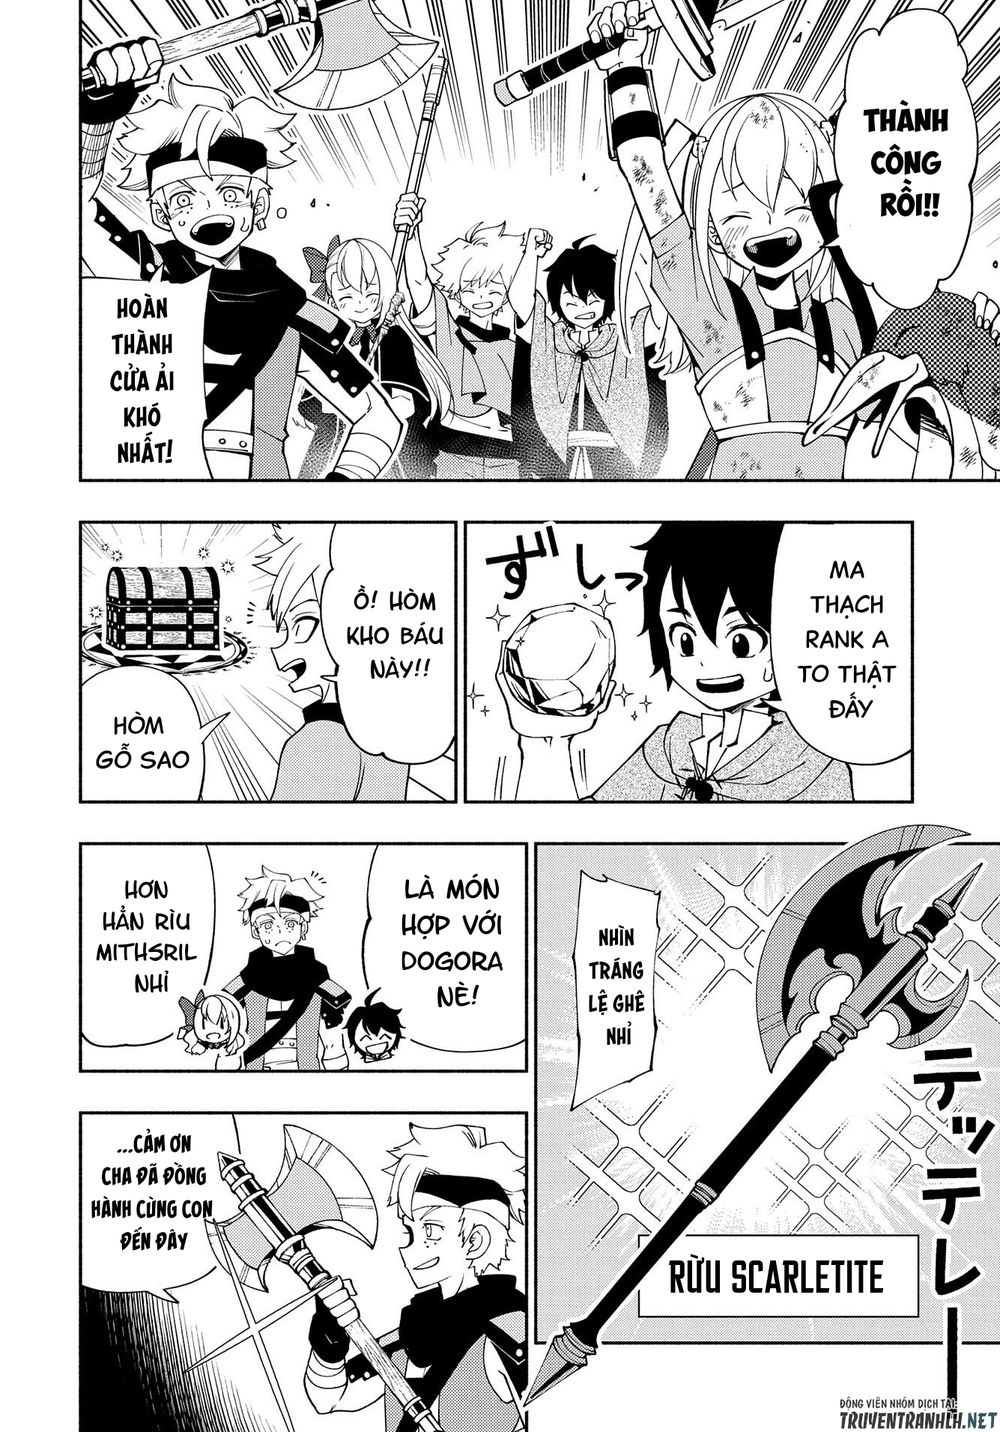 THÀNH
CÔNG
RỒI!!
HOÀN
THÀNH
CỬA ẢI
KHÓ
NHẤT!
MA
THẠCH
RANK A
TO THẬT
ĐẤY
ずしっ
Ồ! HÒM
KHO BÁU
NÀY!!
HÒM
GỖ SAO
NHÌN
TRÁNG
LỆ GHÊ
NHỈ
テッテレー
RỪU SCARLETITE
LÀ MÓN
HỢP VỚI
DOGORA
NÈ!
HƠN
HẲN RÌU
MITHSRIL
NHỈ
...CẢM ƠN
CHA ĐÃ ĐỒNG
HÀNH CÙNG CON
ĐẾN ĐÂY
ĐỘNG VIÊN NHÓM DỊCH TẠI:
TRUYENTRANHLH.NET